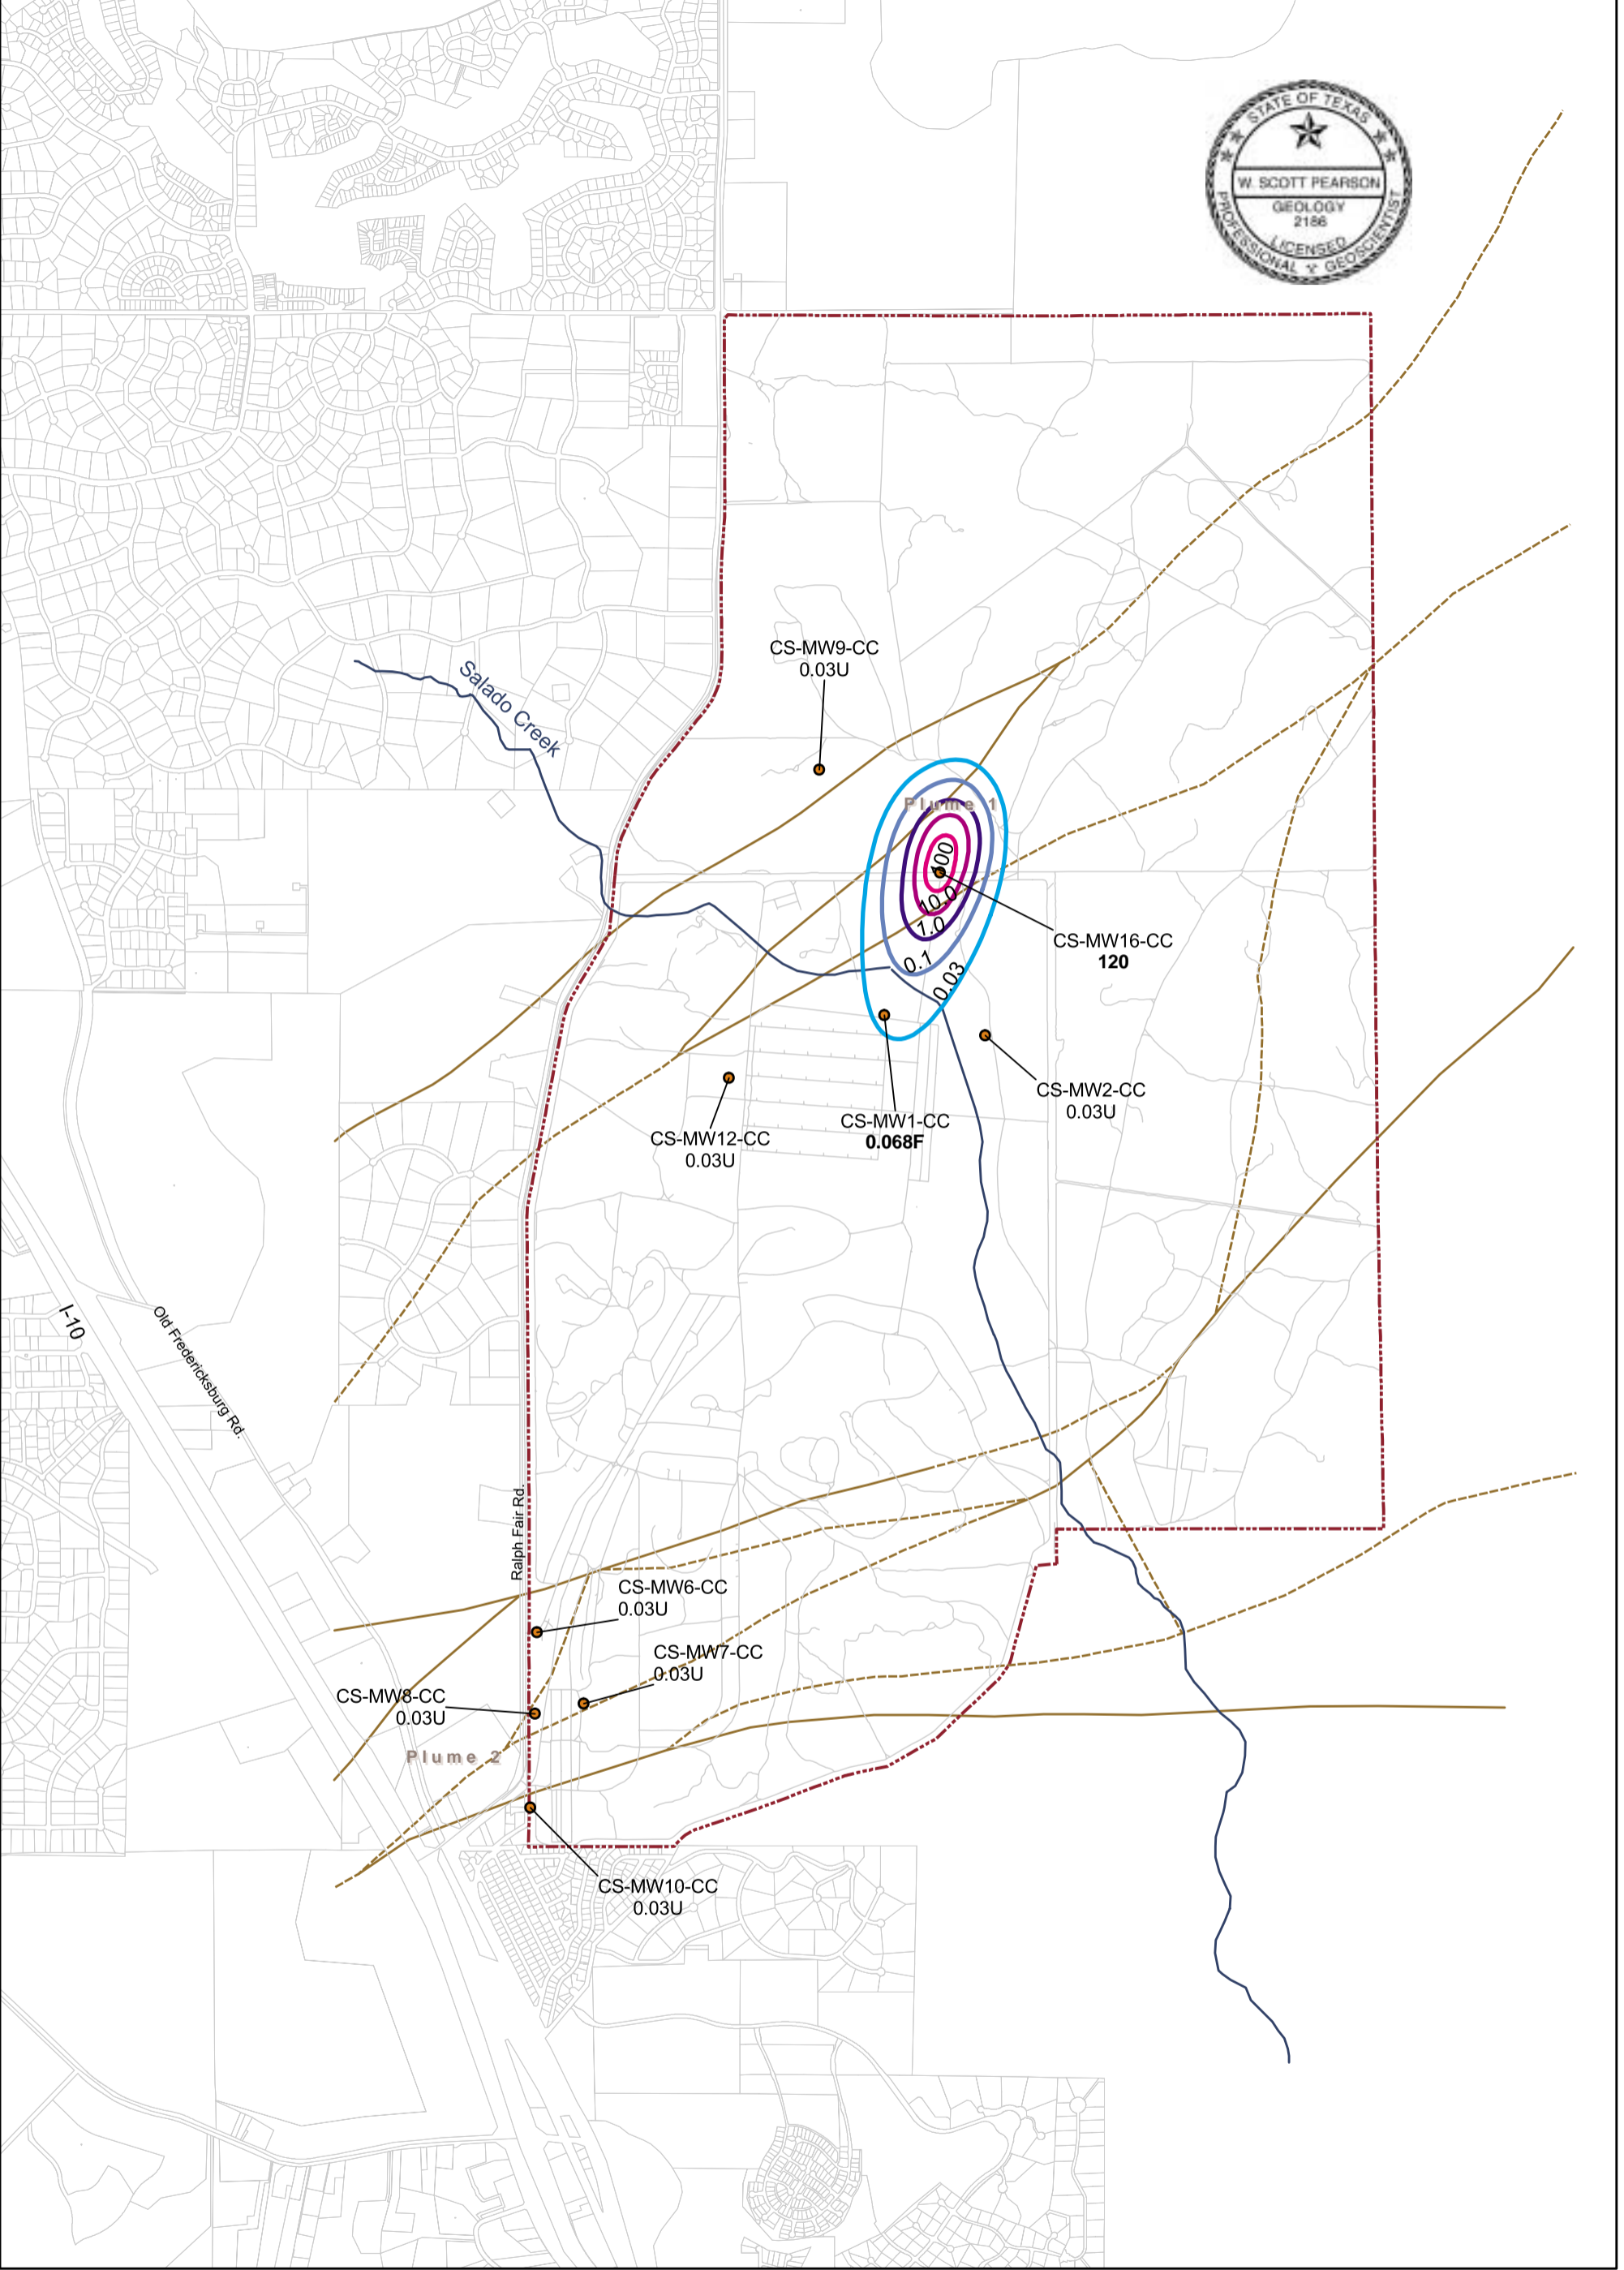 STATE OF TEXAS
W. SCOTT PEARSON
GEOLOGY
2186
LICENSED
PROFESSIONAL GEOSCIENTIST
CS-MW9-CC
0.03U
Salado Creek
Plume 1
10.0
1.0
0.1
0.03
CS-MW16-CC
120
CS-MW2-CC
0.03U
CS-MW1-CC
0.068F
CS-MW12-CC
0.03U
I-10
Old Fredericksburg Rd.
Ralph Fair Rd.
CS-MW6-CC
0.03U
CS-MW7-CC
0.03U
CS-MW8-CC
0.03U
Plume 2
CS-MW10-CC
0.03U